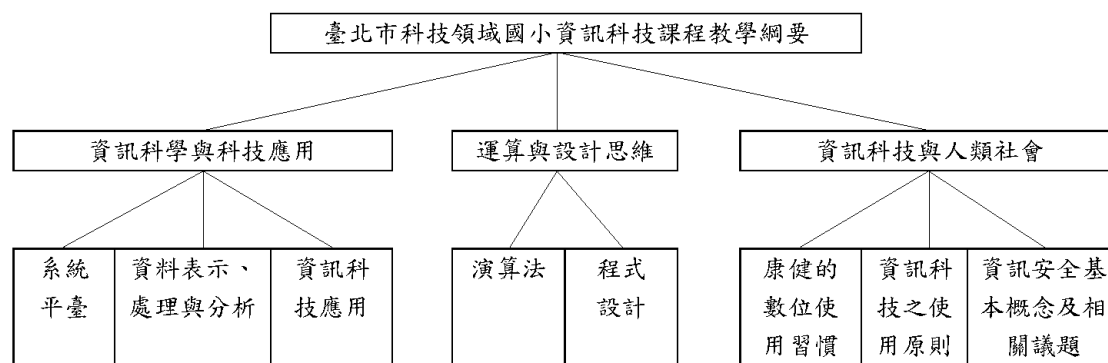 臺北市科技領域國小資訊科技課程教學綱要
資訊科學與科技應用
運算與設計思維
資訊科技與人類社會
系統
平臺
資料表示、
處理與分析
資訊科
技應用
演算法
程式
設計
康健的
數位使
用習慣
資訊科
技之使
用原則
資訊安全基
本概念及相
關議題